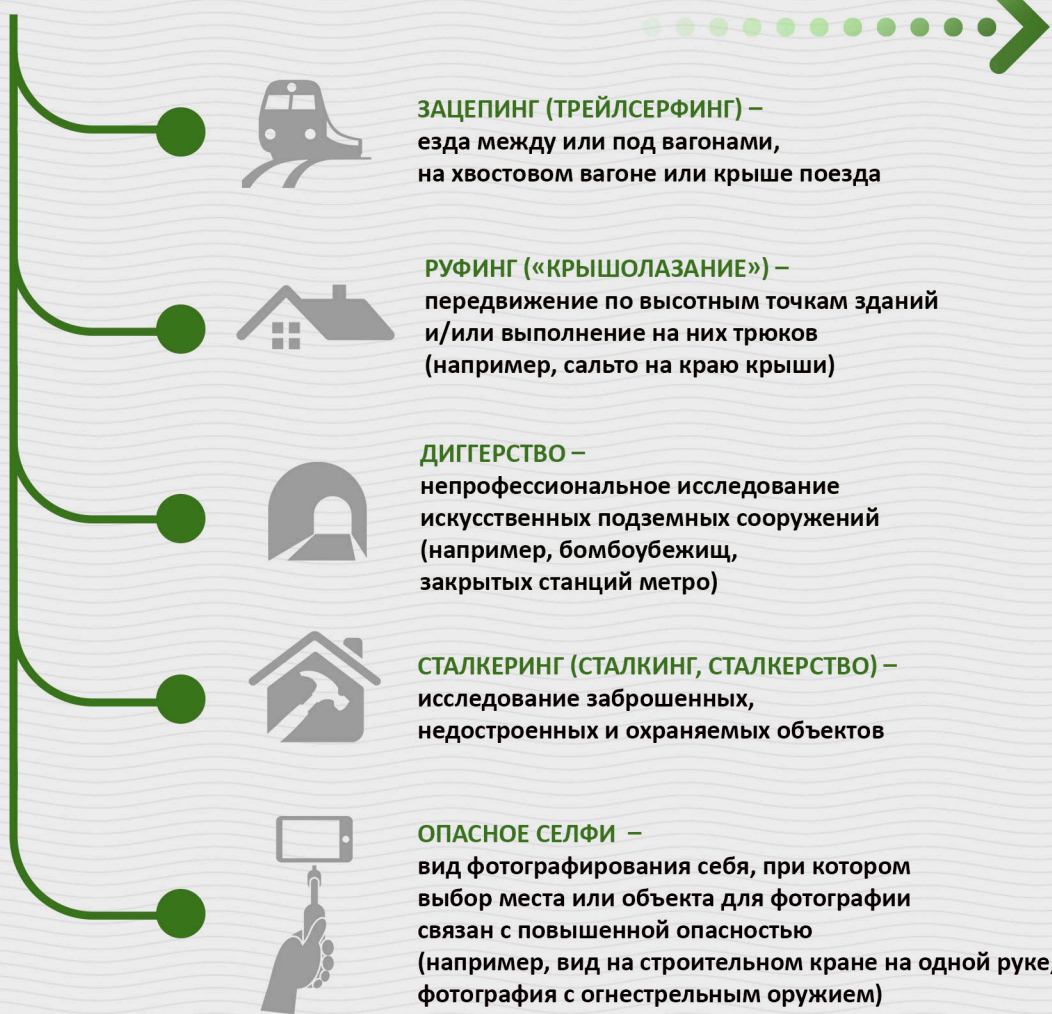 ЗАЦЕПИНГ (ТРЕЙЛСЕРФИНГ) –
езда между или под вагонами,
на хвостовом вагоне или крыше поезда
РУФИНГ («КРЫШОЛАЗАНИЕ») –
передвижение по высотным точкам зданий
и/или выполнение на них трюков
(например, сальто на краю крыши)
ДИГГЕРСТВО –
непрофессиональное исследование
искусственных подземных сооружений
(например, бомбоубежищ,
закрытых станций метро)
СТАЛКЕРИНГ (СТАЛКИНГ, СТАЛКЕРСТВО) –
исследование заброшенных,
недостроенных и охраняемых объектов
ОПАСНОЕ СЕЛФИ –
вид фотографирования себя, при котором
выбор места или объекта для фотографии
связан с повышенной опасностью
(например, вид на строительном кране на одной руке,
фотография с огнестрельным оружием)